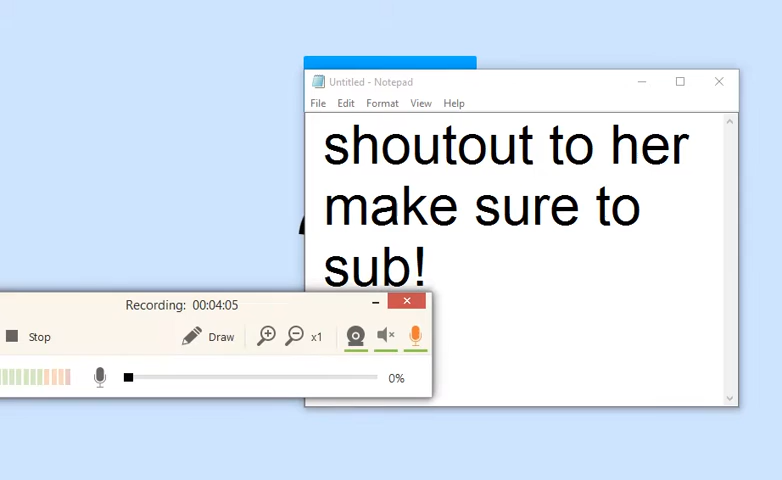 Untitled - Notepad
File Edit Format View Help
shoutout to her
make sure to
sub!
Recording: 00:04:05
Stop Draw x1
0%